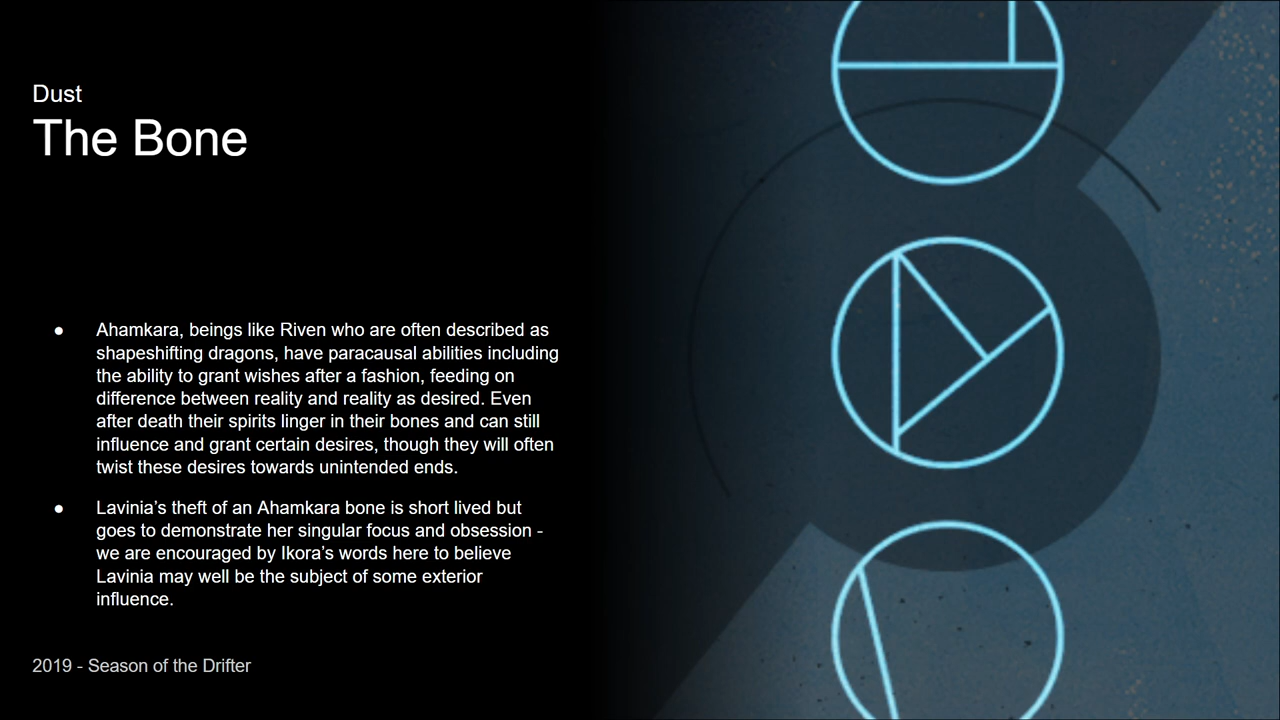 Dust
The Bone
● Ahamkara, beings like Riven who are often described as
shapeshifting dragons, have paracausal abilities including
the ability to grant wishes after a fashion, feeding on
difference between reality and reality as desired. Even
after death their spirits linger in their bones and can still
influence and grant certain desires, though they will often
twist these desires towards unintended ends.
● Lavinia’s theft of an Ahamkara bone is short lived but
goes to demonstrate her singular focus and obsession -
we are encouraged by Ikora’s words here to believe
Lavinia may well be the subject of some exterior
influence.
2019 - Season of the Drifter